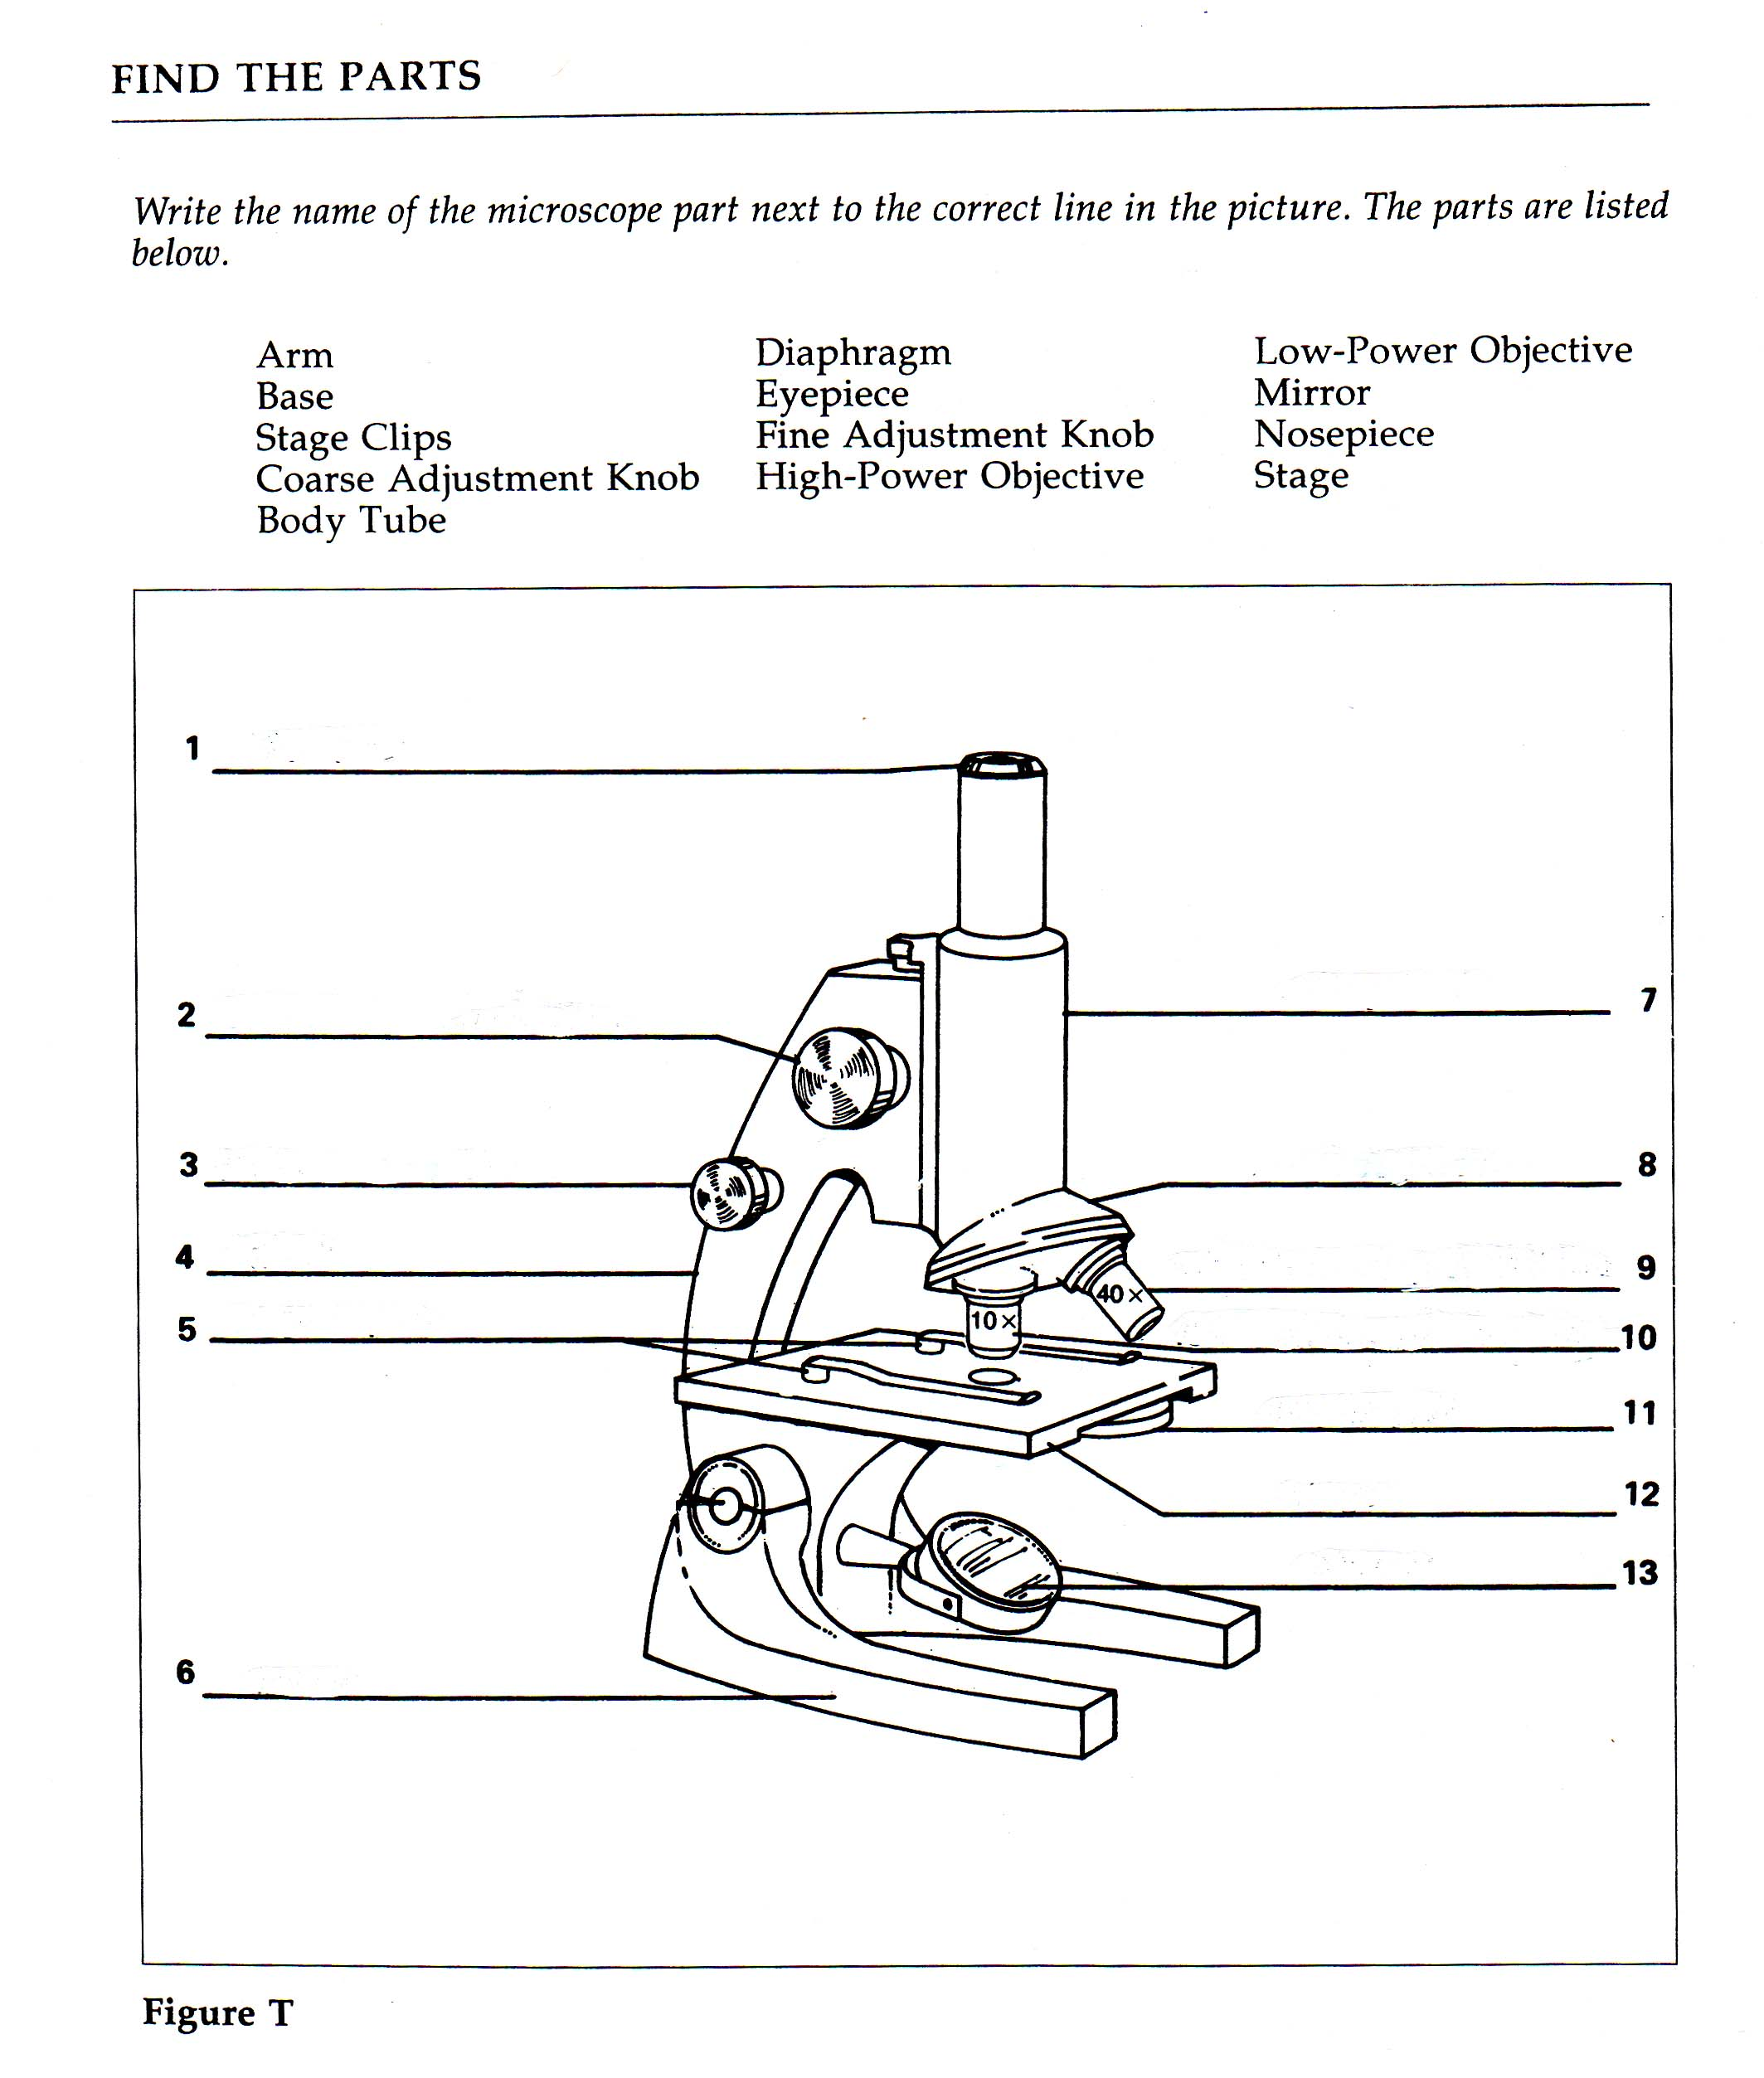 FIND THE PARTS
Write the name of the microscope part next to the correct line in the picture. The parts are listed
below.
Arm
Base
Stage Clips
Coarse Adjustment Knob
Body Tube
Diaphragm
Eyepiece
Fine Adjustment Knob
High-Power Objective
Low-Power Objective
Mirror
Nosepiece
Stage
1
2
3
4
5
6
7
8
9
10
11
12
13
40×
10×
Figure T